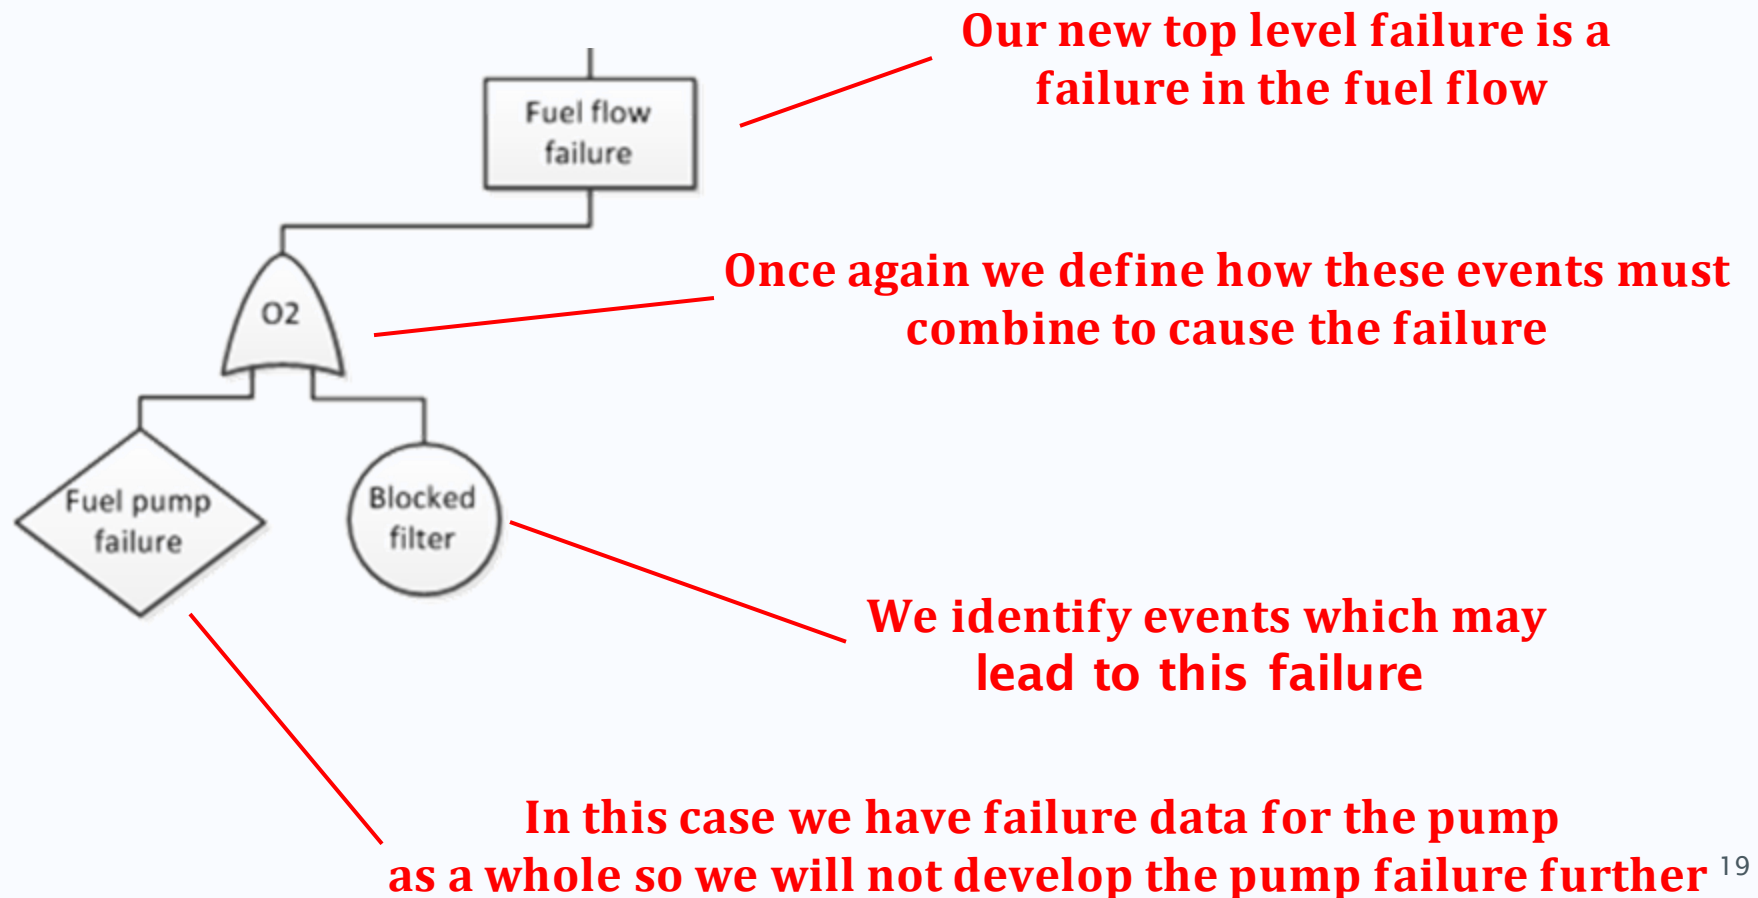 Our new top level failure is a
failure in the fuel flow
Fuel flow
failure
Once again we define how these events must
combine to cause the failure
O2
Fuel pump
failure
Blocked
filter
We identify events which may
lead to this failure
In this case we have failure data for the pump
as a whole so we will not develop the pump failure further
19